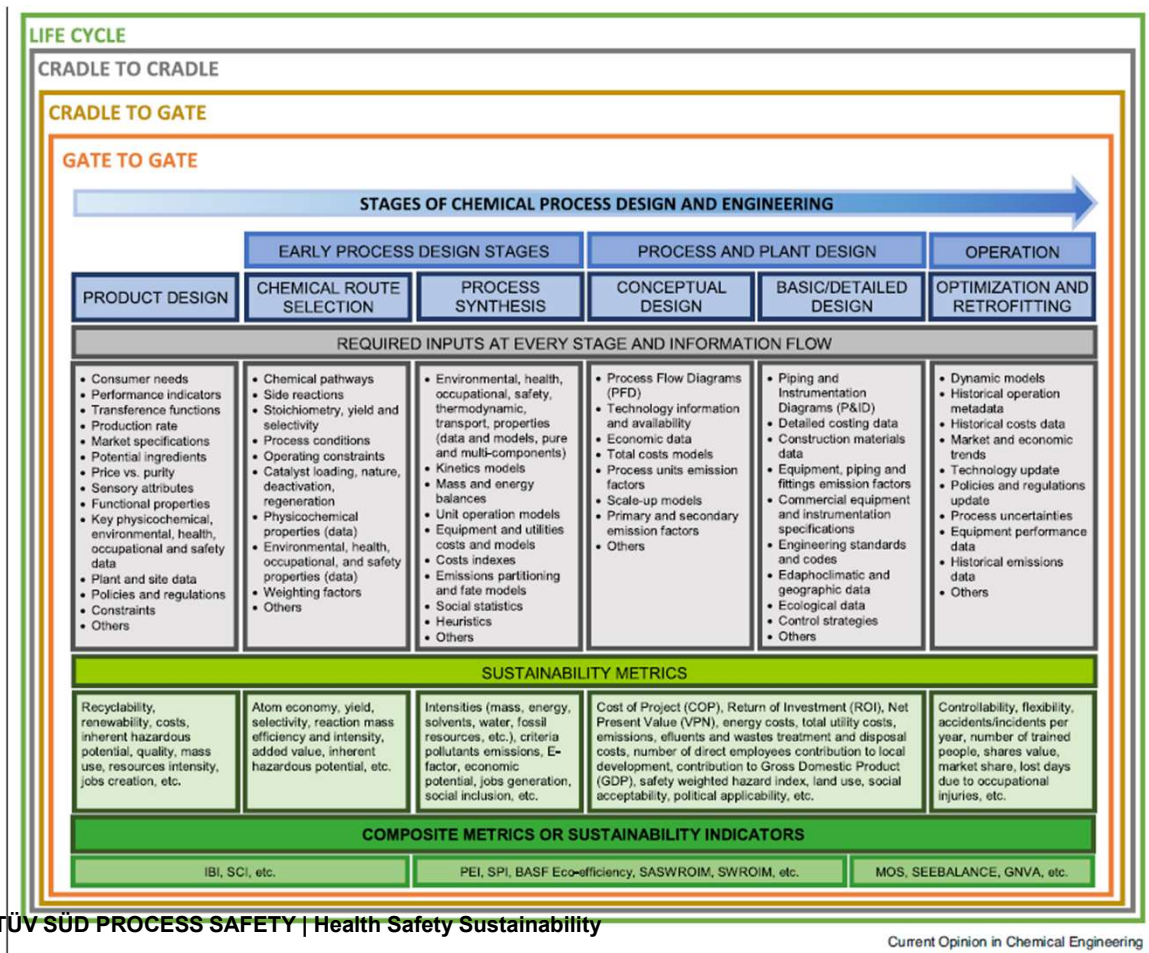 LIFE CYCLE
CRADLE TO CRADLE
CRADLE TO GATE
GATE TO GATE
STAGES OF CHEMICAL PROCESS DESIGN AND ENGINEERING
EARLY PROCESS DESIGN STAGES
PROCESS AND PLANT DESIGN
OPERATION
PRODUCT DESIGN
CHEMICAL ROUTE
SELECTION
PROCESS
SYNTHESIS
CONCEPTUAL
DESIGN
BASIC/DETAILED
DESIGN
OPTIMIZATION AND
RETROFITTING
REQUIRED INPUTS AT EVERY STAGE AND INFORMATION FLOW
• Consumer needs
• Performance indicators
• Transference functions
• Production rate
• Market specifications
• Potential ingredients
• Price vs. purity
• Sensory attributes
• Functional properties
• Key physicochemical,
environmental, health,
occupational and safety
data
• Plant and site data
• Policies and regulations
• Constraints
• Others
• Chemical pathways
• Side reactions
• Stoichiometry, yield and
selectivity
• Process conditions
• Operating constraints
• Catalyst loading, nature,
deactivation,
regeneration
• Physicochemical
properties (data)
• Environmental, health,
occupational, and safety
properties (data)
• Weighting factors
• Others
• Environmental, health,
occupational, safety,
thermodynamic,
transport, properties
(data and models, pure
and multi-components)
• Kinetics models
• Mass and energy
balances
• Unit operation models
• Equipment and utilities
costs and models
• Costs indexes
• Emissions partitioning
and fate models
• Social statistics
• Heuristics
• Others
• Process Flow Diagrams
(PFD)
• Technology information
and availability
• Economic data
• Total costs models
• Process units emission
factors
• Scale-up models
• Primary and secondary
emission factors
• Others
• Piping and
Instrumentation
Diagrams (P&ID)
• Detailed costing data
• Construction materials
data
• Equipment, piping and
fittings emission factors
• Commercial equipment
and instrumentation
specifications
• Engineering standards
and codes
• Edaphoclimatic and
geographic data
• Ecological data
• Control strategies
• Others
• Dynamic models
• Historical operation
metadata
• Historical costs data
• Market and economic
trends
• Technology update
• Policies and regulations
update
• Process uncertainties
• Equipment performance
data
• Historical emissions
data
• Others
SUSTAINABILITY METRICS
Recyclability,
renewability, costs,
inherent hazardous
potential, quality, mass
use, resources intensity,
jobs creation, etc.
Atom economy, yield,
selectivity, reaction mass
efficiency and intensity,
added value, inherent
hazardous potential, etc.
Intensities (mass, energy,
solvents, water, fossil
resources, etc.), criteria
pollutants emissions, E-
factor, economic
potential, jobs generation,
social inclusion, etc.
Cost of Project (COP), Return of Investment (ROI), Net
Present Value (VPN), energy costs, total utility costs,
emissions, efluents and wastes treatment and disposal
costs, number of direct employees contribution to local
development, contribution to Gross Domestic Product
(GDP), safety weighted hazard index, land use, social
acceptability, political applicability, etc.
Controllability, flexibility,
accidents/incidents per
year, number of trained
people, shares value,
market share, lost days
due to occupational
injuries, etc.
COMPOSITE METRICS OR SUSTAINABILITY INDICATORS
IBI, SCI, etc.
PEI, SPI, BASF Eco-efficiency, SASWROIM, SWROIM, etc.
MOS, SEEBALANCE, GNVA, etc.
TÜV SÜD PROCESS SAFETY | Health Safety Sustainability
Current Opinion in Chemical Engineering